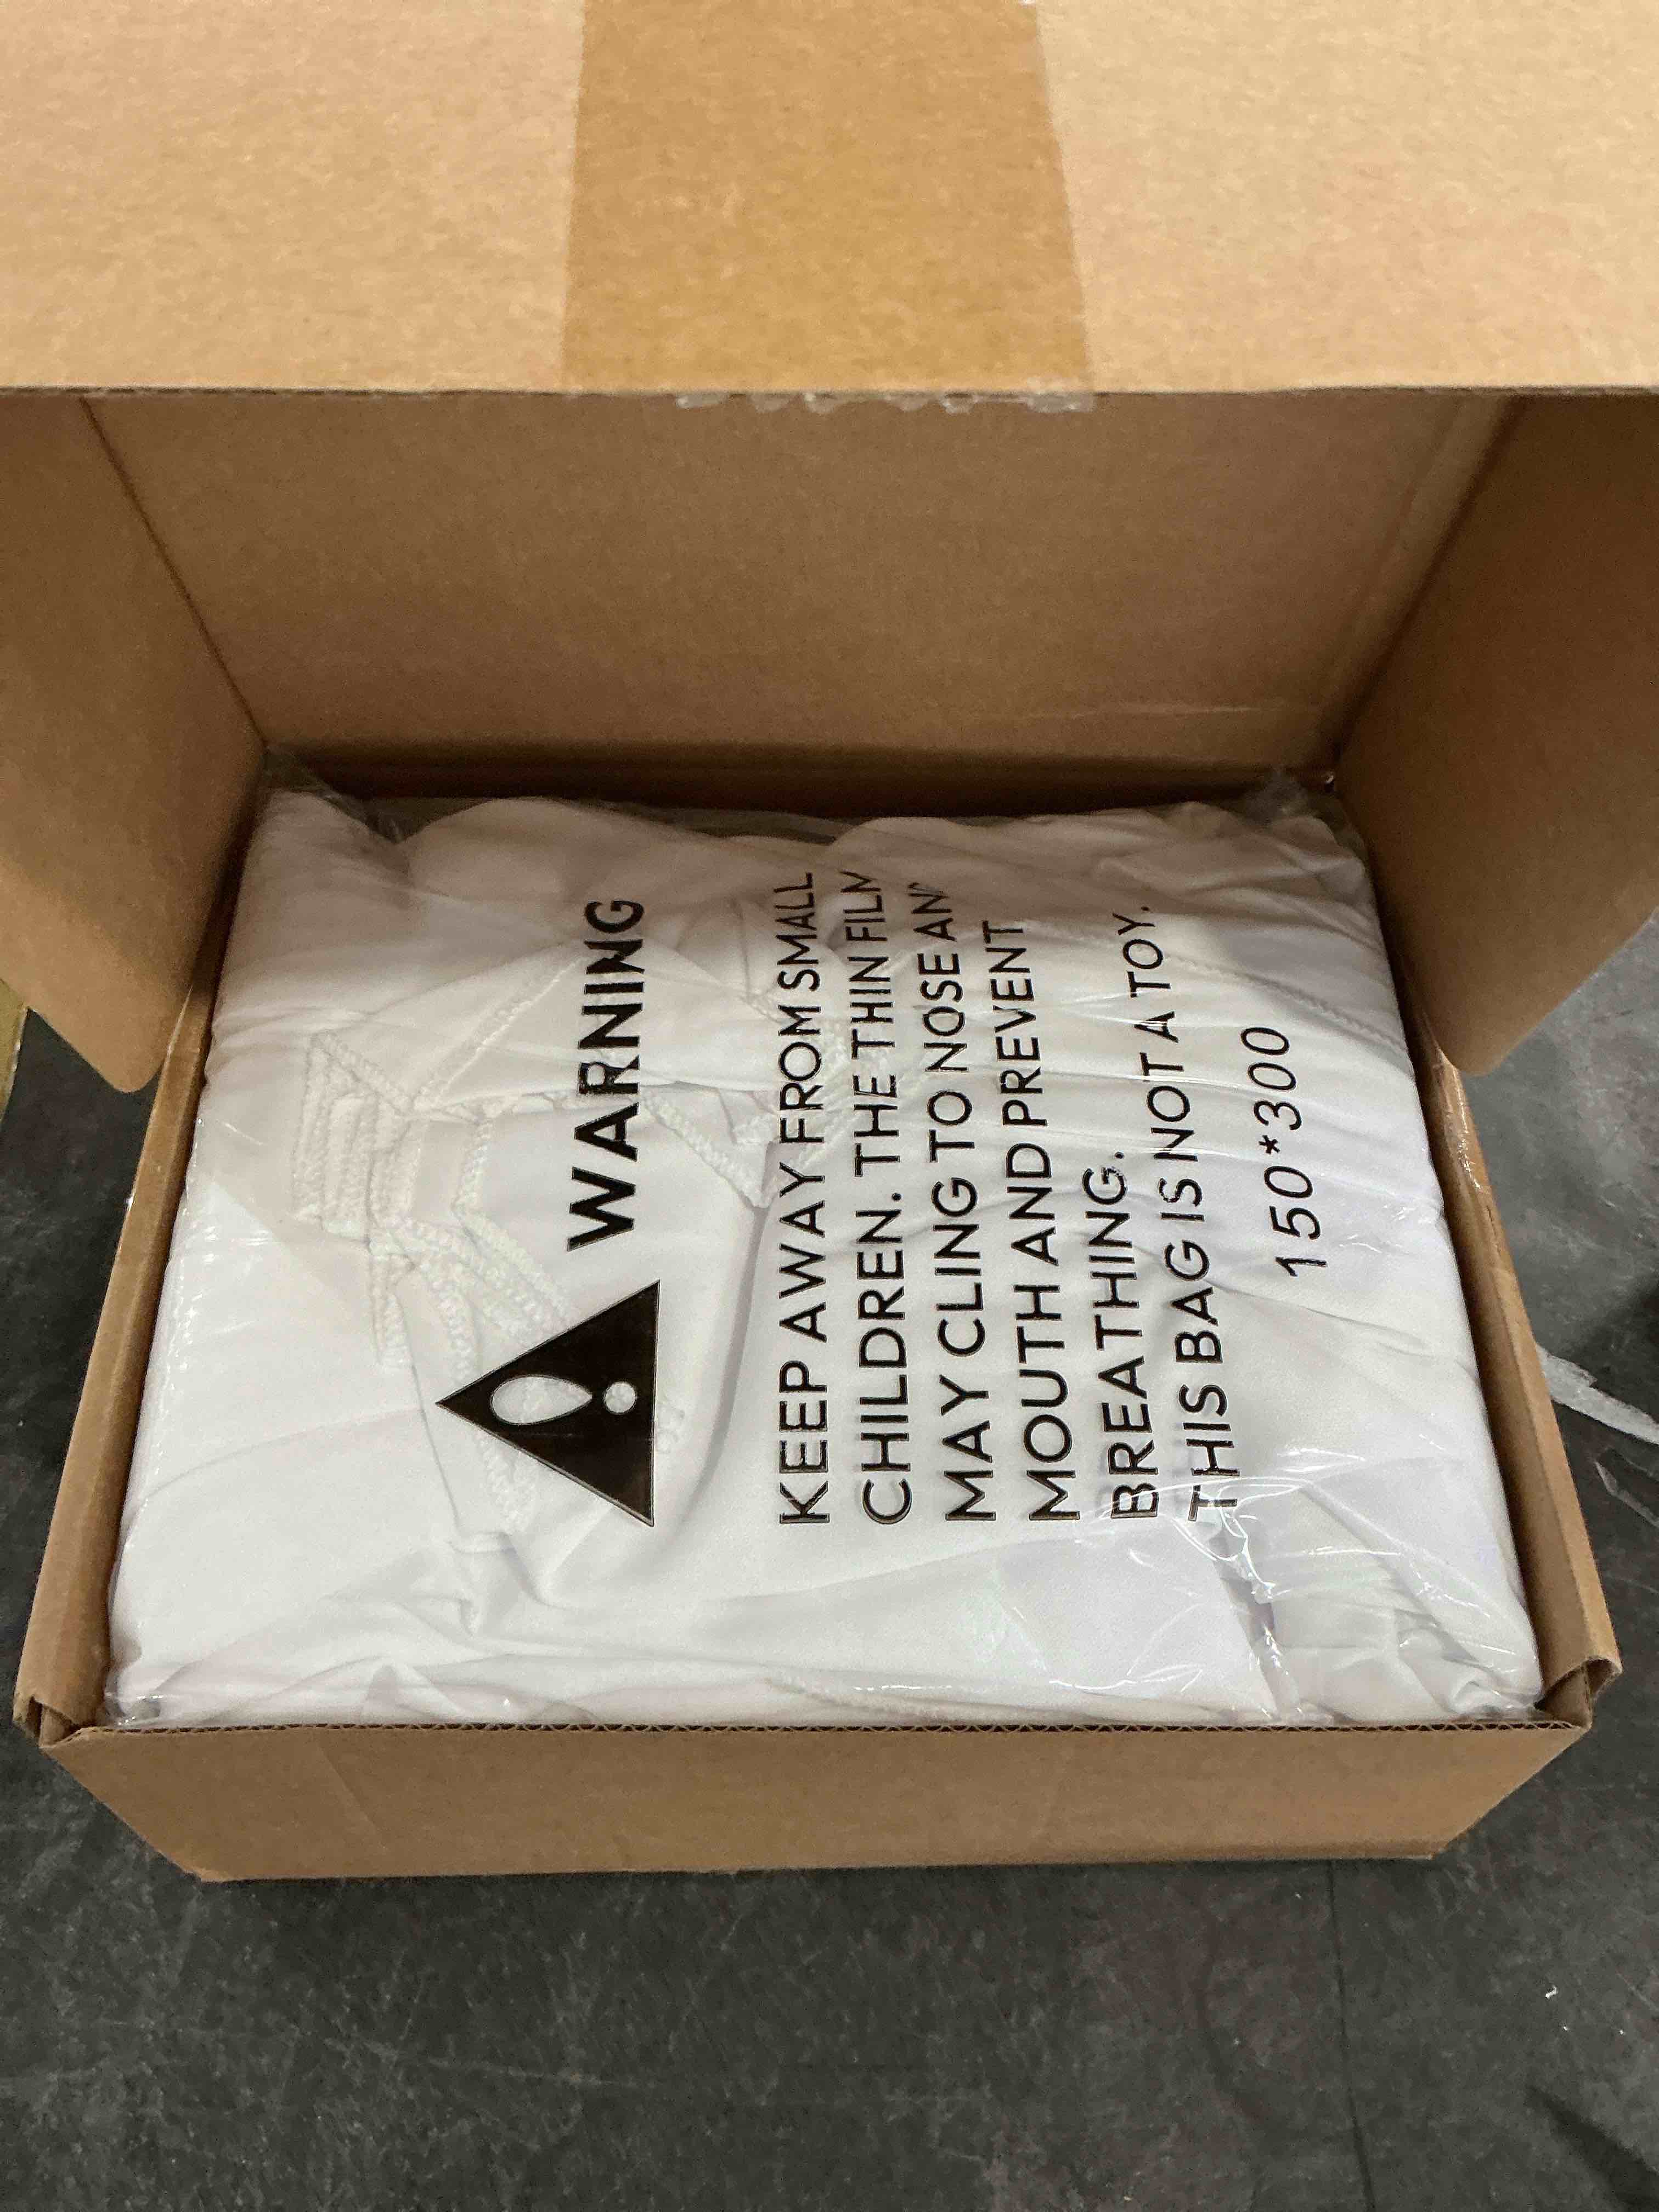 WARNING
KEEP AWAY FROM SMALL
CHILDREN. THE THIN FILM
MAY CLING TO NOSE AND
MOUTH AND PREVENT
BREATHING.
THIS BAG IS NOT A TOY.
150*300